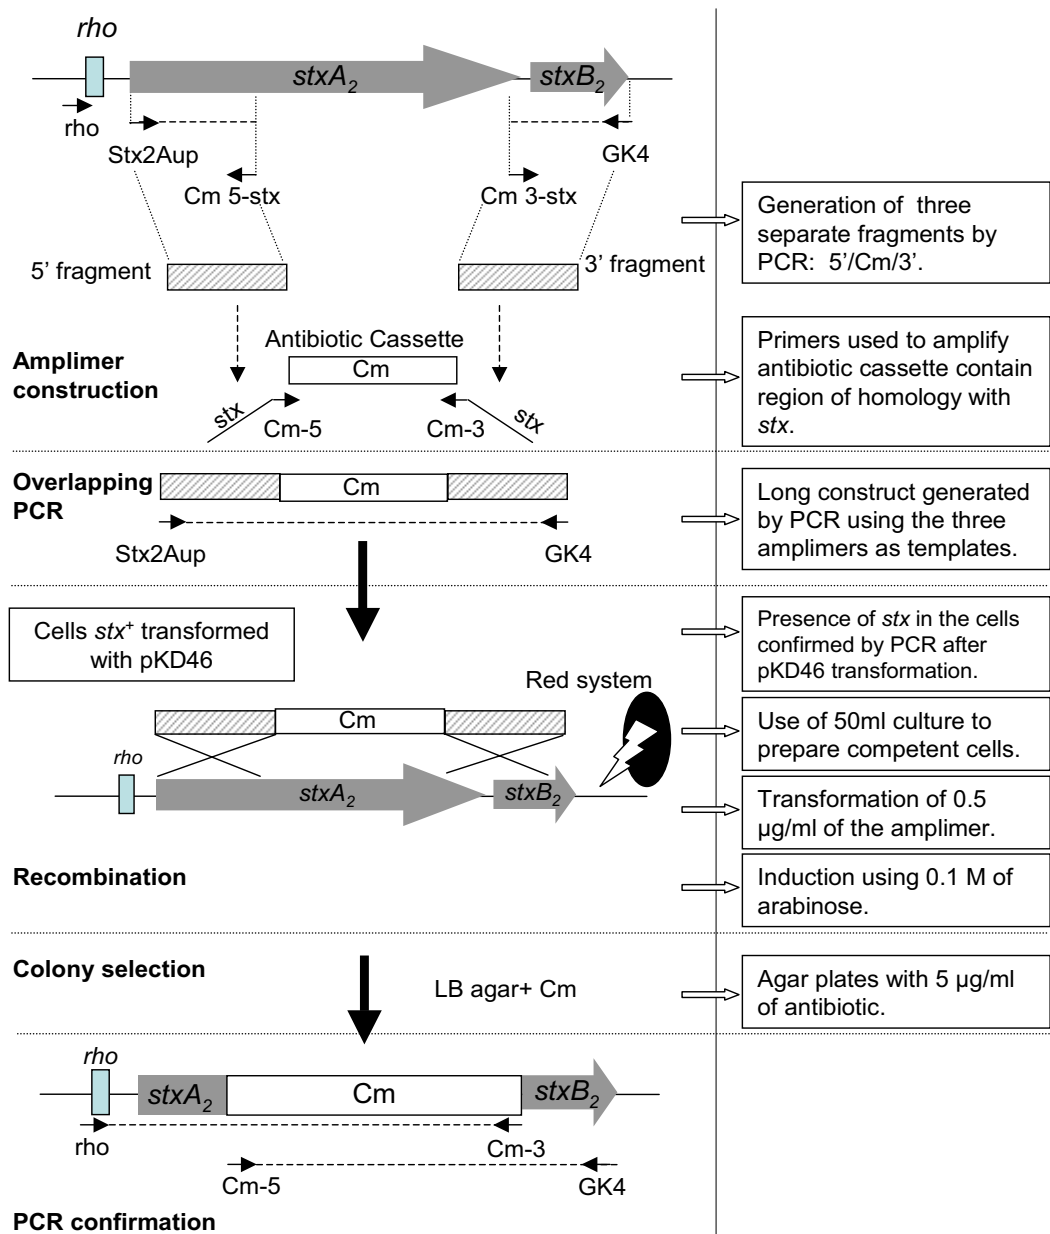 rho
stxA2
stxB2
rho
Stx2Aup
GK4
Cm 5-stx
Cm 3-stx
Generation of three
separate fragments by
PCR: 5'/Cm/3'.
5' fragment
3' fragment
Antibiotic Cassette
Cm
Amplimer
construction
stx
Cm-5
Cm-3
stx
Primers used to amplify
antibiotic cassette contain
region of homology with
stx.
Overlapping
PCR
Cm
Stx2Aup
GK4
Long construct generated
by PCR using the three
amplimers as templates.
Cells stx+ transformed
with pKD46
Presence of stx in the cells
confirmed by PCR after
pKD46 transformation.
Red system
Cm
Use of 50ml culture to
prepare competent cells.
rho
stxA2
stxB2
Transformation of 0.5
µg/ml of the amplimer.
Recombination
Induction using 0.1 M of
arabinose.
Colony selection
LB agar+ Cm
Agar plates with 5 µg/ml
of antibiotic.
rho
stxA2
Cm
stxB2
rho
Cm-3
Cm-5
GK4
PCR confirmation